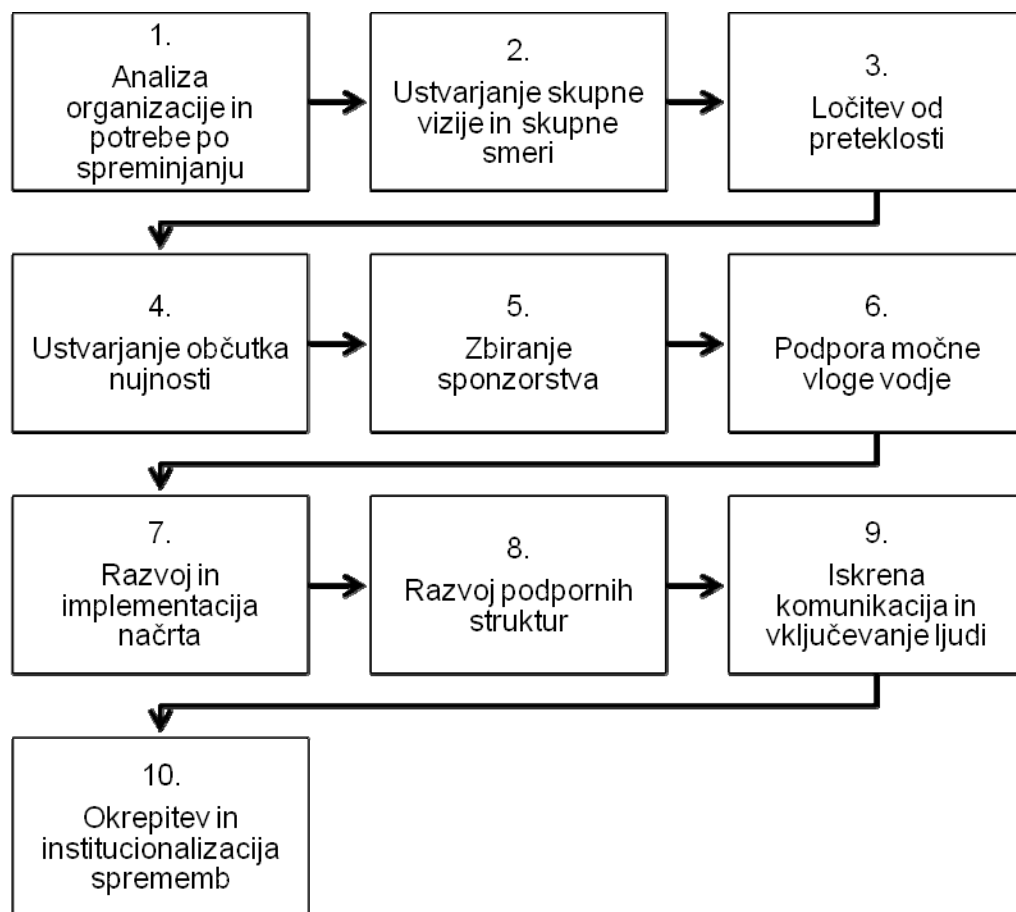 1.
Analiza
organizacije in
potrebe po
spreminjanju
2.
Ustvarjanje skupne
vizije in skupne
smeri
3.
Ločitev od
preteklosti
4.
Ustvarjanje občutka
nujnosti
5.
Zbiranje
sponzorstva
6.
Podpora močne
vloge vodje
7.
Razvoj in
implementacija
načrta
8.
Razvoj podpornih
struktur
9.
Iskrena
komunikacija in
vključevanje ljudi
10.
Okrepitev in
institucionalizacija
sprememb